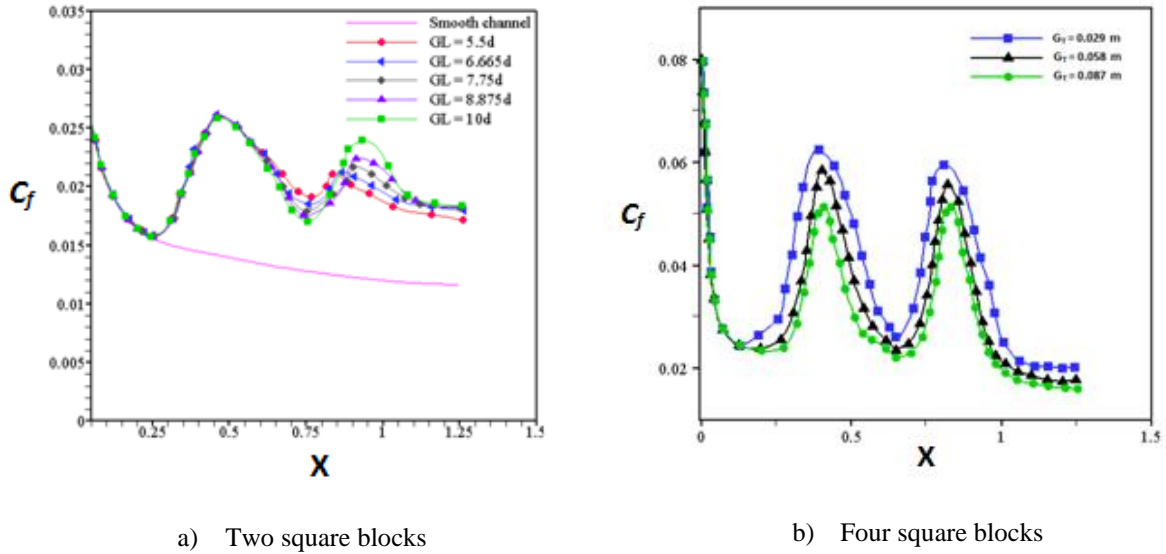 0.035
0.03
0.025
0.02
0.015
0.01
0.005
0
Cf
Smooth channel
GL = 5.5d
GL = 6.665d
GL = 7.75d
GL = 8.875d
GL = 10d
0.25
0.5
0.75
1
1.25
1.5
X
a) Two square blocks
0.08
0.06
0.04
0.02
Cf
GT = 0.029 m
GT = 0.058 m
GT = 0.087 m
0
0.5
1
1.5
X
b) Four square blocks